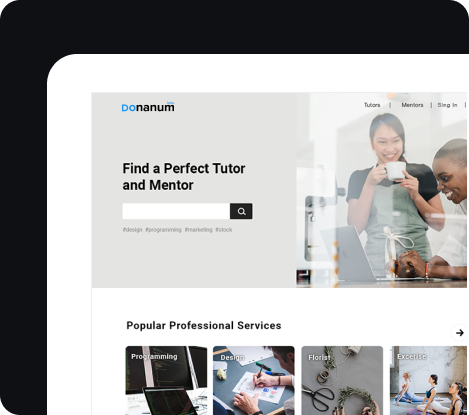 DOnanum
Tutors | Mentors | Sing in |
Find a Perfect Tutor
and Mentor
#design #programming #marketing #stock
Popular Professional Services
Programming
Design
Florist